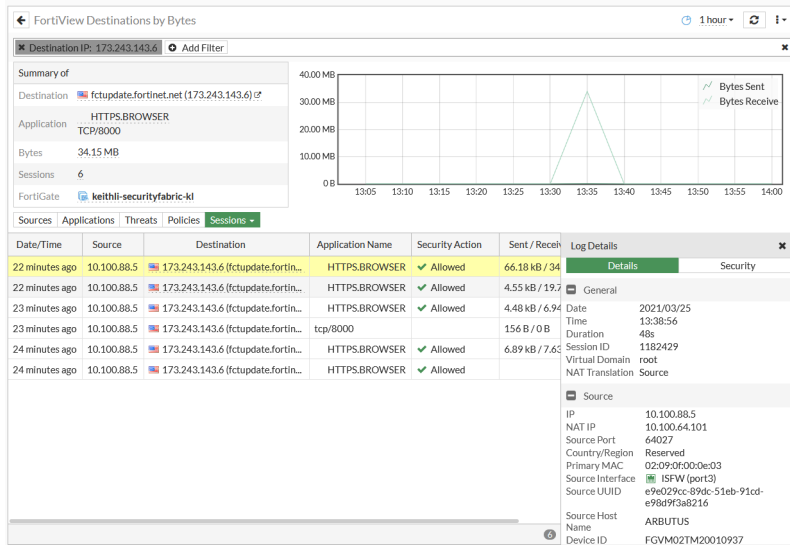 FortiView Destinations by Bytes
1 hour
Destination IP: 173.243.143.6 Add Filter
Summary of
Destination fctupdate.fortinet.net (173.243.143.6)
Application HTTPS.BROWSER
TCP/8000
Bytes 34.15 MB
Sessions 6
FortiGate keithli-securityfabric-kl
40.00 MB
30.00 MB
20.00 MB
10.00 MB
0 B
Bytes Sent
Bytes Receive
13:05 13:10 13:15 13:20 13:25 13:30 13:35 13:40 13:45 13:50 13:55 14:00
Sources Applications Threats Policies Sessions
Date/Time Source Destination Application Name Security Action Sent / Receiv
22 minutes ago 10.100.88.5 173.243.143.6 (fctupdate.fortin... HTTPS.BROWSER Allowed 66.18 kB / 34
22 minutes ago 10.100.88.5 173.243.143.6 (fctupdate.fortin... HTTPS.BROWSER Allowed 4.55 kB / 19.7
23 minutes ago 10.100.88.5 173.243.143.6 (fctupdate.fortin... HTTPS.BROWSER Allowed 4.48 kB / 6.94
23 minutes ago 10.100.88.5 173.243.143.6 (fctupdate.fortin... tcp/8000 156 B / 0 B
24 minutes ago 10.100.88.5 173.243.143.6 (fctupdate.fortin... HTTPS.BROWSER Allowed 6.89 kB / 7.63
24 minutes ago 10.100.88.5 173.243.143.6 (fctupdate.fortin... HTTPS.BROWSER Allowed
6
Log Details
Details Security
General
Date 2021/03/25
Time 13:38:56
Duration 48s
Session ID 1182429
Virtual Domain root
NAT Translation Source
Source
IP 10.100.88.5
NAT IP 10.100.64.101
Source Port 64027
Country/Region Reserved
Primary MAC 02:09:0f:00:0e:03
Source Interface ISFW (port3)
Source UUID e9e029cc-89dc-51eb-91cd-
e98d9f3a8216
Source Host
Name ARBUTUS
Device ID FGVM02TM20010937